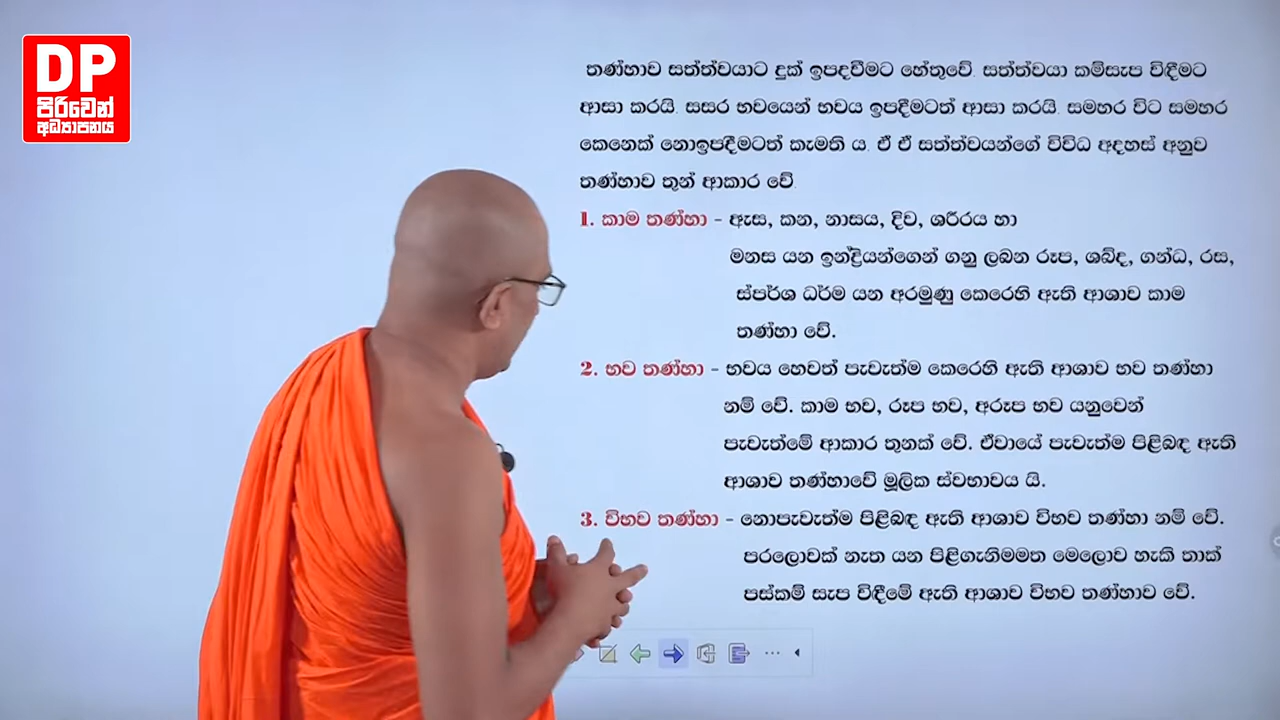 DP
පිරිවෙන්
අධ්‍යාපනය
තණ්හාව සත්ත්වයාට දුක් ඉපදවීමට හේතුවේ. සත්ත්වයා කම්සැප විඳීමට
ආසා කරයි. සසර භවයෙන් භවය ඉපදීමටත් ආසා කරයි. සමහර විට සමහර
කෙනෙක් නොඉපදීමටත් කැමති ය. ඒ ඒ සත්ත්වයන්ගේ විවිධ අදහස් අනුව
තණ්හාව තුන් ආකාර වේ.
1. කාම තණ්හා - ඇස, කන, නාසය, දිව, ශරීරය හා
මනස යන ඉන්ද්‍රියන්ගෙන් ගනු ලබන රූප, ශබ්ද, ගන්ධ, රස,
ස්පර්ශ ධර්ම යන අරමුණු කෙරෙහි ඇති ආශාව කාම
තණ්හා වේ.
2. භව තණ්හා - භවය හෙවත් පැවැත්ම කෙරෙහි ඇති ආශාව භව තණ්හා
නම් වේ. කාම භව, රූප භව, අරූප භව යනුවෙන්
පැවැත්මේ ආකාර තුනක් වේ. ඒවායේ පැවැත්ම පිළිබඳ ඇති
ආශාව තණ්හාවේ මූලික ස්වභාවය යි.
3. විභව තණ්හා - නොපැවැත්ම පිළිබඳ ඇති ආශාව විභව තණ්හා නම් වේ.
පරලොවක් නැත යන පිළිගැනිමමත මෙලොව හැකි තාක්
පස්කම් සැප විඳීමේ ඇති ආශාව විභව තණ්හාව වේ.